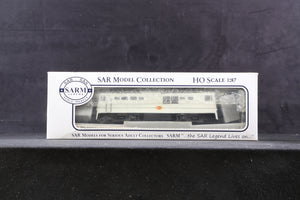 SAR MODEL COLLECTION
HO SCALE 1:87
SARM
SAR MODELS FOR SERIOUS ADULT COLLECTORS SARM "... the SAR Legend Lives on...